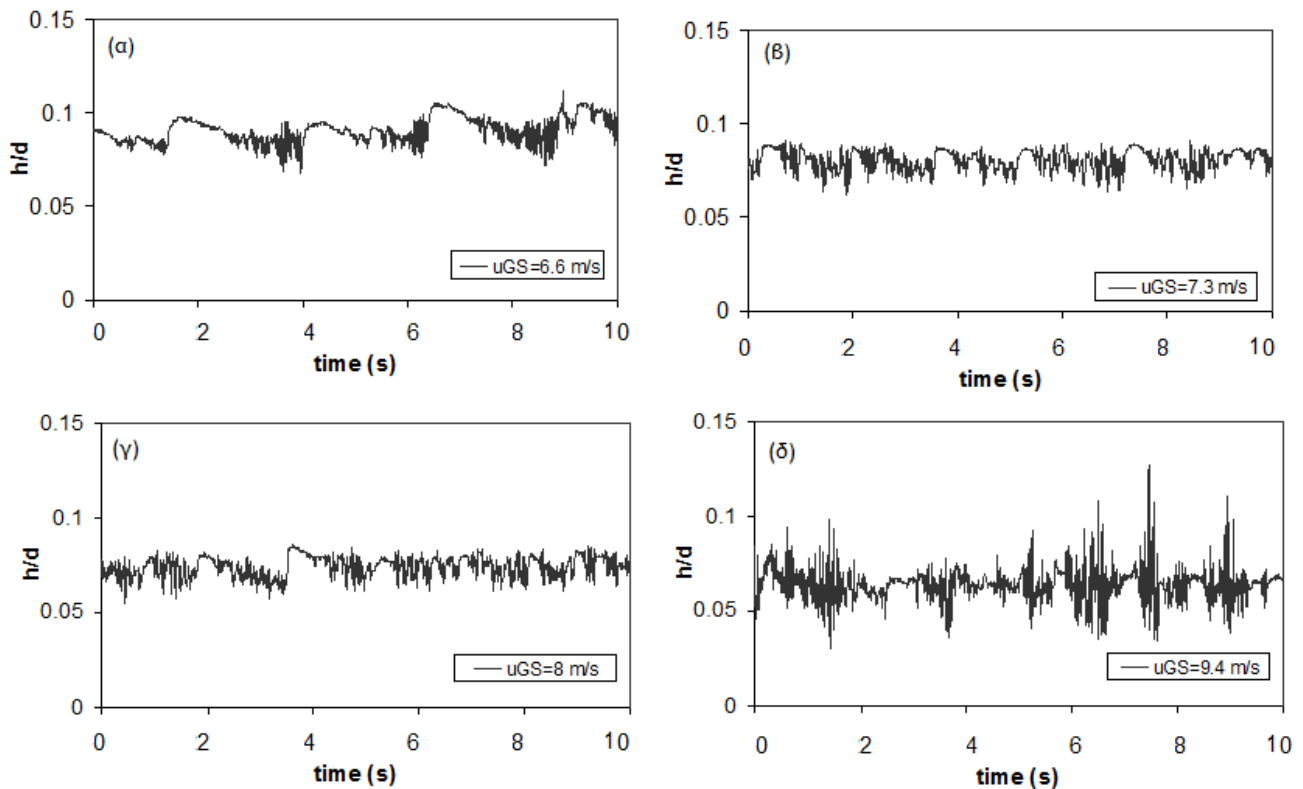 (α)
h/d
0.15
0.1
0.05
0
uGS=6.6 m/s
0 2 4 6 8 10
time (s)
(β)
h/d
0.15
0.1
0.05
0
uGS=7.3 m/s
0 2 4 6 8 10
time (s)
(γ)
h/d
0.15
0.1
0.05
0
uGS=8 m/s
0 2 4 6 8 10
time (s)
(δ)
h/d
0.15
0.1
0.05
0
uGS=9.4 m/s
0 2 4 6 8 10
time (s)